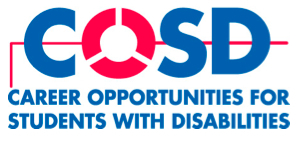 COSD
CAREER OPPORTUNITIES FOR
STUDENTS WITH DISABILITIES